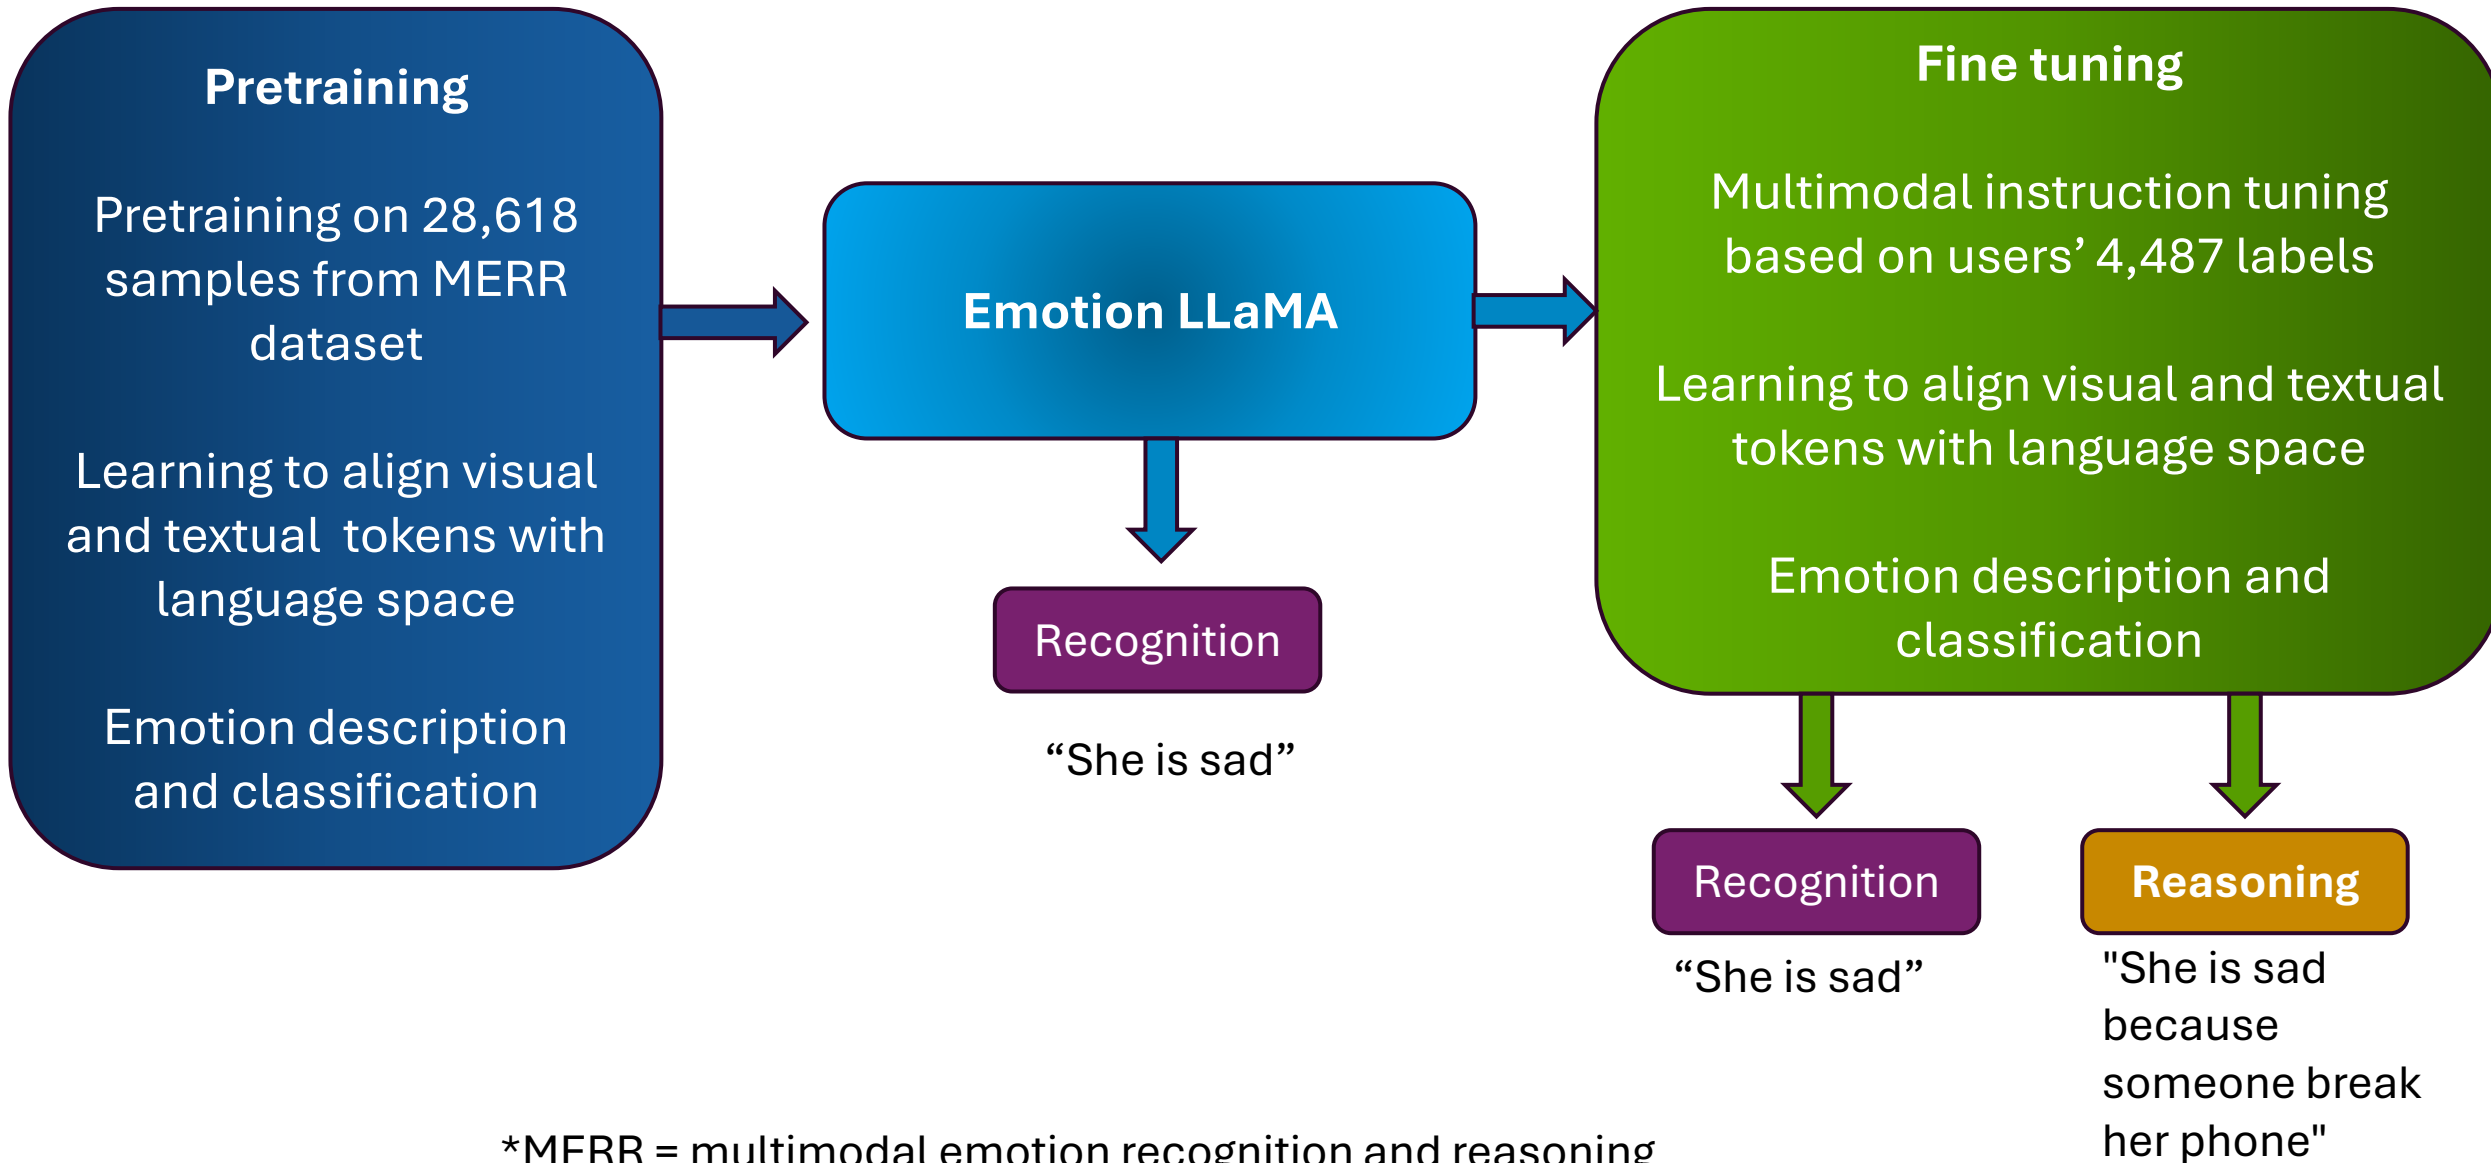 Pretraining
Pretraining on 28,618
samples from MERR
dataset
Learning to align visual
and textual  tokens with
language space
Emotion description
and classification
Emotion LLaMA
Recognition
“She is sad”
Fine tuning
Multimodal instruction tuning
based on users’ 4,487 labels
Learning to align visual and textual
tokens with language space
Emotion description and
classification
Recognition
“She is sad”
Reasoning
"She is sad
because
someone break
her phone"
*MERR = multimodal emotion recognition and reasoning